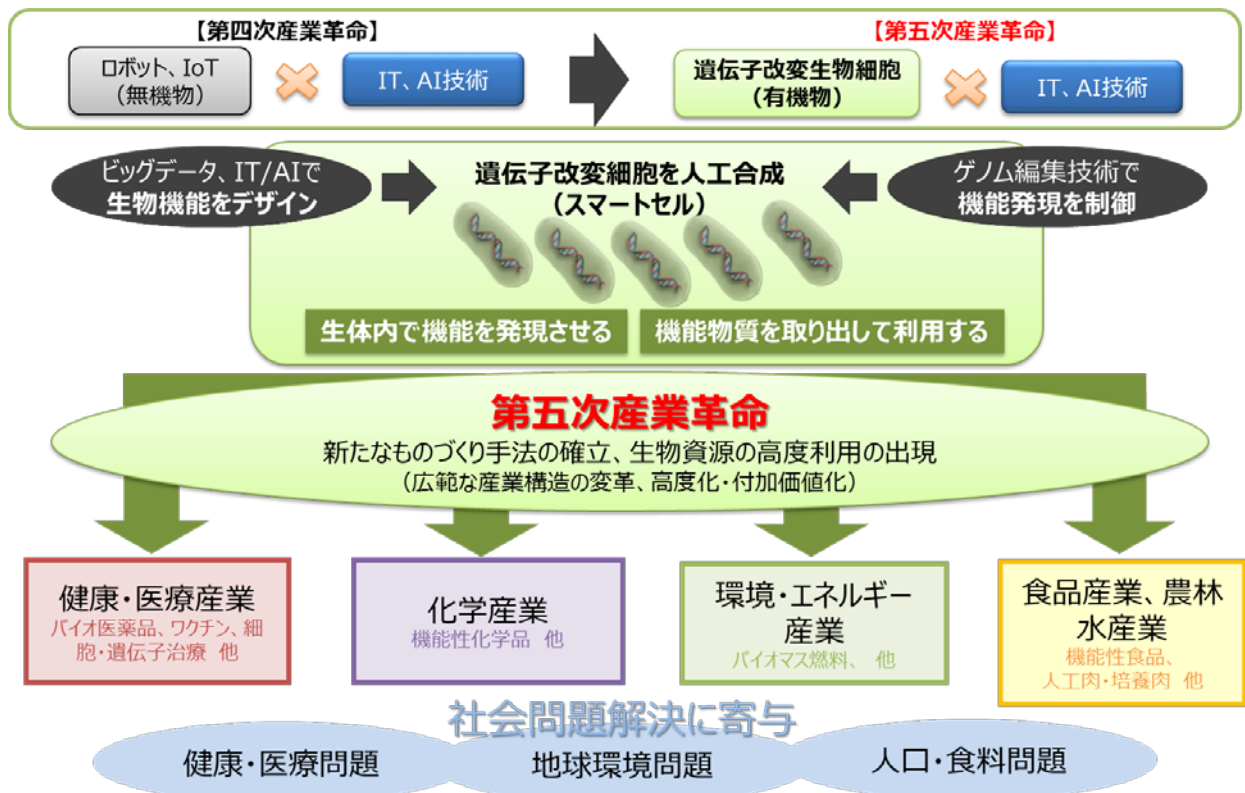 【第四次産業革命】
ロボット、IoT
(無機物)
IT、AI技術
【第五次産業革命】
遺伝子改変生物細胞
(有機物)
IT、AI技術
ビッグデータ、IT/AIで
生物機能をデザイン
遺伝子改変細胞を人工合成
(スマートセル)
ゲノム編集技術で
機能発現を制御
生体内で機能を発現させる
機能物質を取り出して利用する
第五次産業革命
新たなものづくり手法の確立、生物資源の高度利用の出現
(広範な産業構造の変革、高度化・付加価値化)
健康・医療産業
バイオ医薬品、ワクチン、細
胞・遺伝子治療 他
化学産業
機能性化学品 他
環境・エネルギー
産業
バイオマス燃料、 他
食品産業、農林
水産業
機能性食品、
人工肉・培養肉 他
社会問題解決に寄与
健康・医療問題
地球環境問題
人口・食料問題